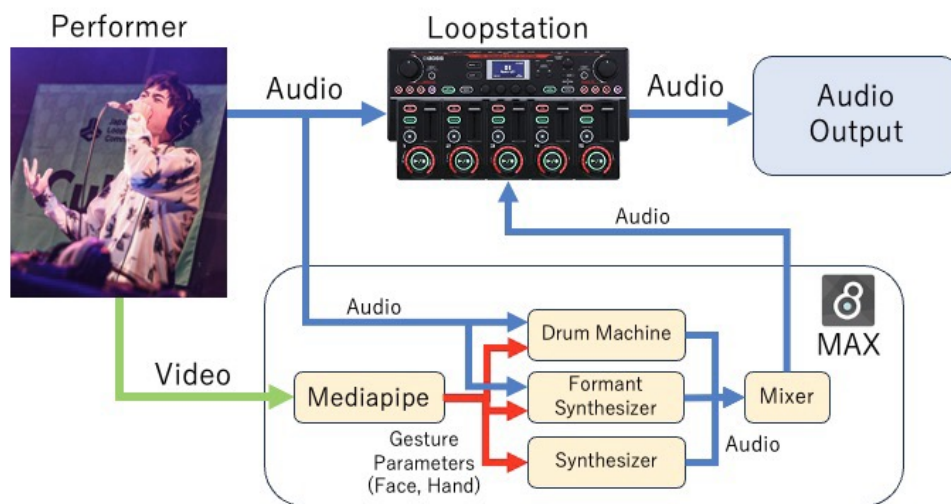 Performer
Loopstation
Audio
Audio
Audio
Output
BOSS
Audio
Audio
MAX
Drum Machine
Video
Mediapipe
Formant
Synthesizer
Mixer
Gesture
Parameters
(Face, Hand)
Synthesizer
Audio